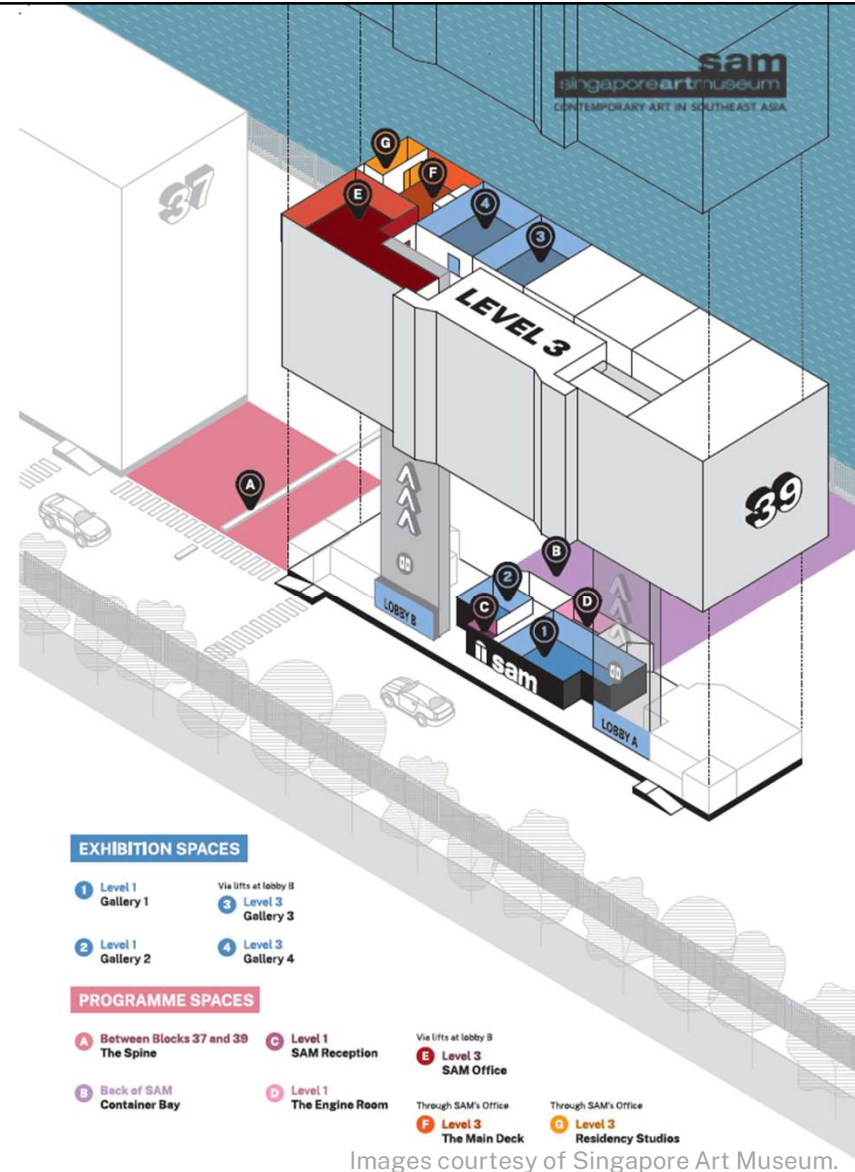 sam
singaporeartmuseum
CONTEMPORARY ART IN SOUTHEAST ASIA
37
G
F
E
4
3
LEVEL 3
39
A
B
2
C
D
1
LOBBY B
sam
LOBBY A
EXHIBITION SPACES
1 Level 1
Gallery 1
Via lifts at lobby B
3 Level 3
Gallery 3
2 Level 1
Gallery 2
4 Level 3
Gallery 4
PROGRAMME SPACES
A Between Blocks 37 and 39
The Spine
C Level 1
SAM Reception
Via lifts at lobby B
E Level 3
SAM Office
B Back of SAM
Container Bay
D Level 1
The Engine Room
Through SAM's Office
F Level 3
The Main Deck
Through SAM's Office
G Level 3
Residency Studios
Images courtesy of Singapore Art Museum.